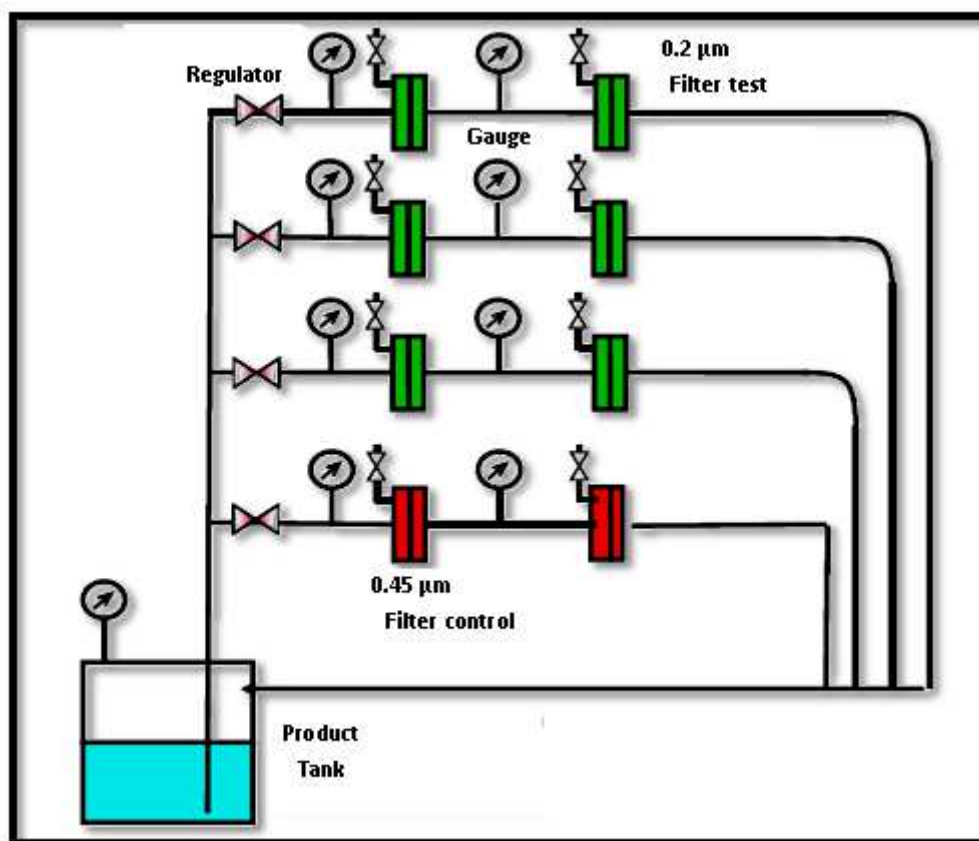 0.2 µm
Filter test
Regulator
Gauge
0.45 µm
Filter control
Product
Tank